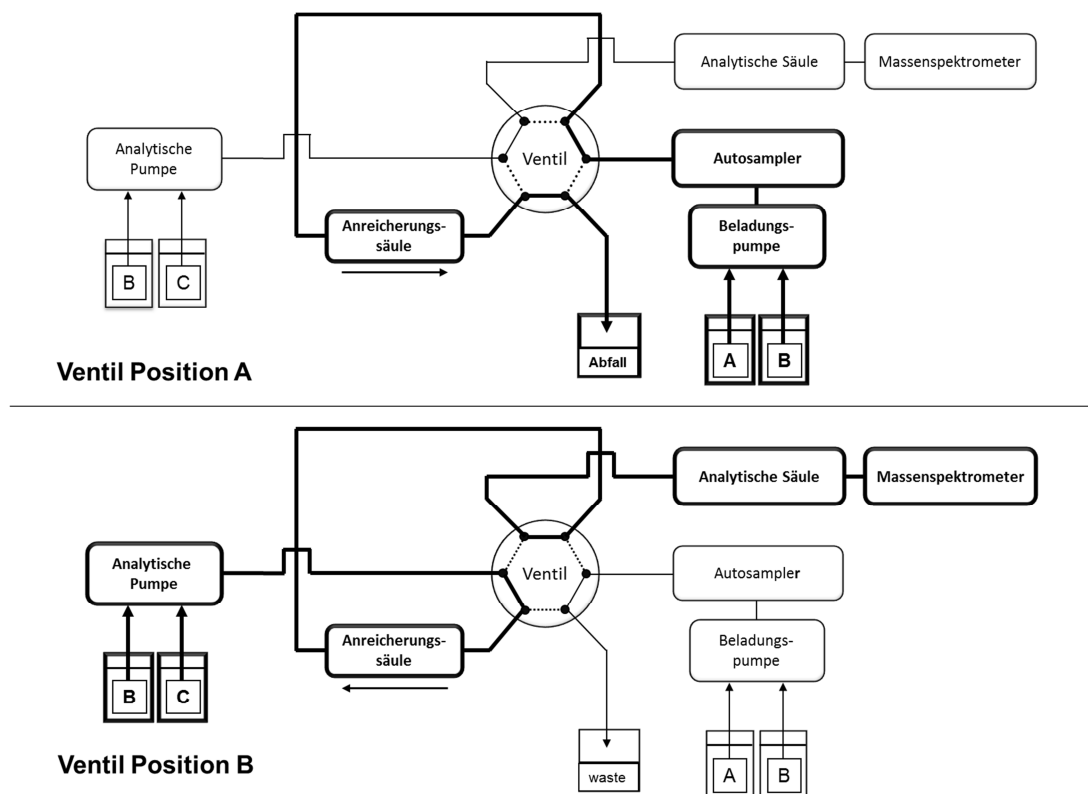 Analytische Säule
Massenspektrometer
Analytische
Pumpe
Ventil
Autosampler
Anreicherungs-
säule
Beladungs-
pumpe
B
C
A
B
Abfall
Ventil Position A
Analytische Säule
Massenspektrometer
Analytische
Pumpe
Ventil
Autosampler
Anreicherungs-
säule
Beladungs-
pumpe
B
C
A
B
waste
Ventil Position B